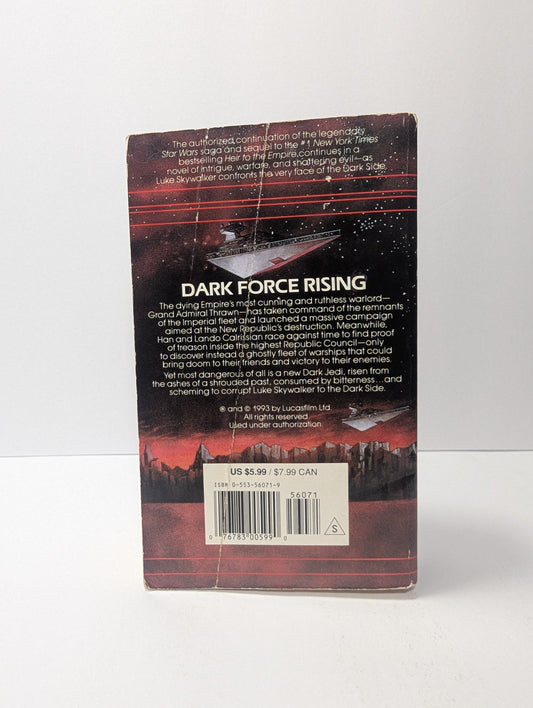 The authorized continuation of the legendary
Star Wars saga and sequel to the #1 New York Times
bestselling Heir to the Empire, continues in a
novel of intrigue, warfare, and shattering evil—as
Luke Skywalker confronts the very face of the Dark Side.
DARK FORCE RISING
The dying Empire's most cunning and ruthless warlord—
Grand Admiral Thrawn—has taken command of the remnants
of the Imperial fleet and launched a massive campaign
aimed at the New Republic's destruction. Meanwhile,
Han and Lando Calrissian race against time to find proof
of treason inside the highest Republic Council—only
to discover instead a ghostly fleet of warships that could
bring doom to their friends and victory to their enemies.
Yet most dangerous of all is a new Dark Jedi, risen from
the ashes of a shrouded past, consumed by bitterness...and
scheming to corrupt Luke Skywalker to the Dark Side.
® and © 1993 by Lucasfilm Ltd.
All rights reserved.
Used under authorization.
US $5.99 / $7.99 CAN
ISBN 0-553-56071-9
56071
S
0 76783 00599 0